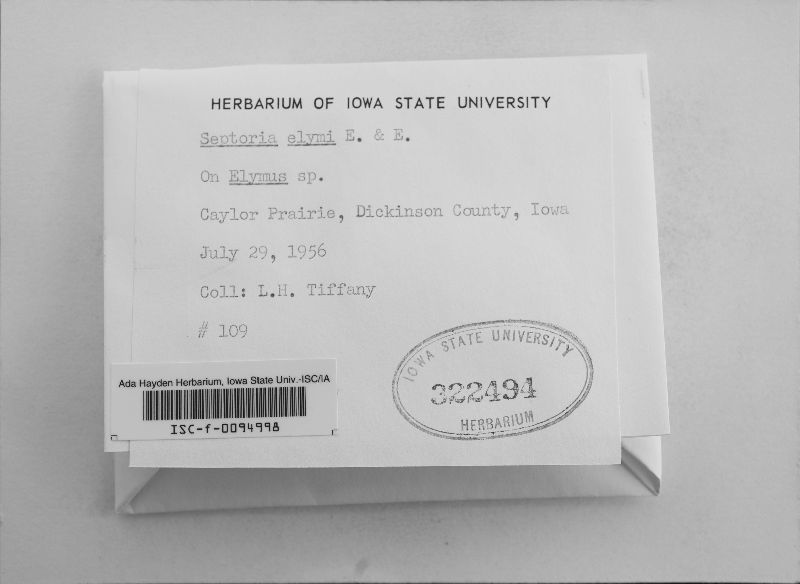 HERBARIUM OF IOWA STATE UNIVERSITY
Septoria elymi E. & E.
On Elymus sp.
Caylor Prairie, Dickinson County, Iowa
July 29, 1956
Coll: L.H. Tiffany
# 109
Ada Hayden Herbarium, Iowa State Univ.-ISC/IA
ISC-f-0094998
IOWA STATE UNIVERSITY
322494
HERBARIUM